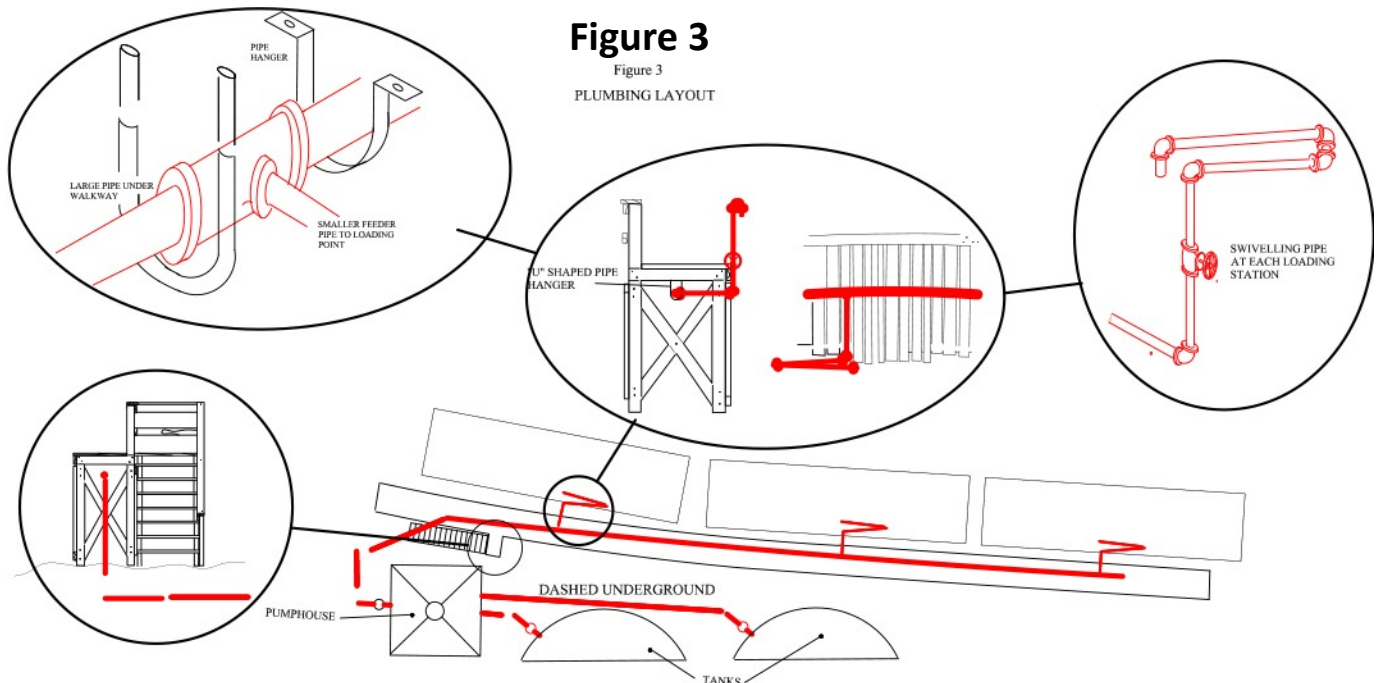 Figure 3
Figure 3
PLUMBING LAYOUT
PIPE
HANGER
LARGE PIPE UNDER
WALKWAY
SMALLER FEEDER
PIPE TO LOADING
POINT
"U" SHAPED PIPE
HANGER
SWIVELLING PIPE
AT EACH LOADING
STATION
DASHED UNDERGROUND
PUMPHOUSE
TANKS